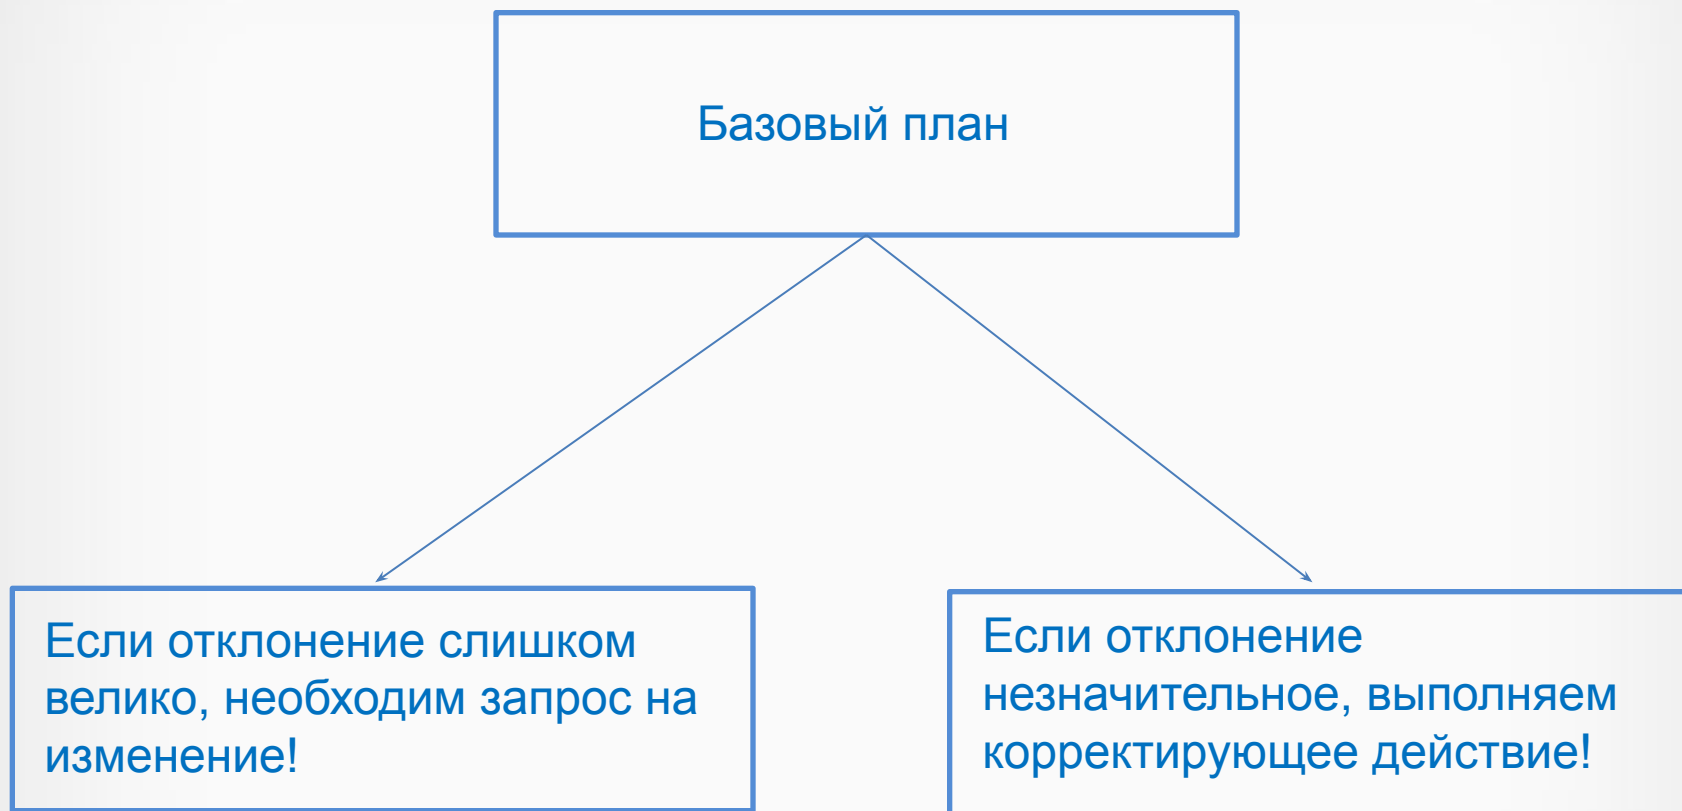 Базовый план
Если отклонение слишком
велико, необходим запрос на
изменение!
Если отклонение
незначительное, выполняем
корректирующее действие!